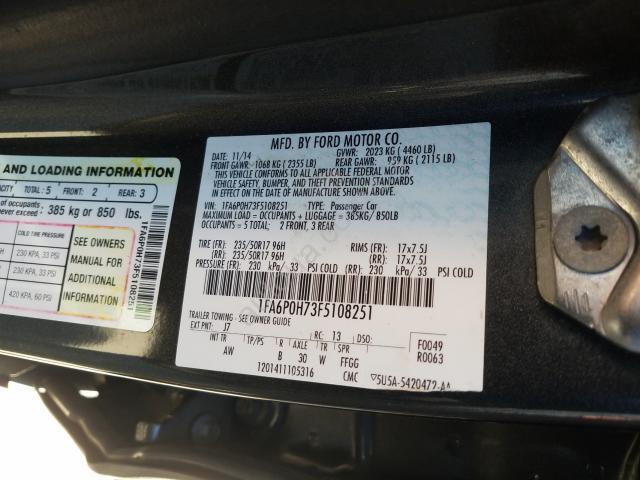 AND LOADING INFORMATION
TOTAL: 5 FRONT: 2 REAR: 3
385 kg or 850 lbs.
COLD TIRE PRESSURE
230 KPA, 33 PSI
230 KPA, 33 PSI
420 KPA, 60 PSI
SEE OWNERS
MANUAL FOR
ADDITIONAL
INFORMATION
1FA6P0H73F5108251
MFD. BY FORD MOTOR CO.
DATE: 11/14 GVWR: 2023 KG ( 4460 LB)
FRONT GAWR: 1068 KG ( 2355 LB) REAR GAWR: 959 KG ( 2115 LB)
THIS VEHICLE CONFORMS TO ALL APPLICABLE FEDERAL MOTOR
VEHICLE SAFETY, BUMPER, AND THEFT PREVENTION STANDARDS
IN EFFECT ON THE DATE OF MANUFACTURE SHOWN ABOVE.
VIN: 1FA6P0H73F5108251 TYPE: Passenger Car
MAXIMUM LOAD = OCCUPANTS + LUGGAGE = 385KG/ 850LB
OCCUPANTS = 5 TOTAL: 2 FRONT, 3 REAR
TIRE (FR): 235/50R17 96H RIMS (FR): 17x7.5J
(RR): 235/50R17 96H (RR): 17x7.5J
PRESSURE (FR): 230 kPa/ 33 PSI COLD (RR): 230 kPa/ 33 PSI COLD
1FA6P0H73F5108251
TRAILER TOWING - SEE OWNER GUIDE
EXT PNT: J7 RC: 13 DSO: F0049
TP/PS R AXLE TR SPR R0063
AW B 30 W FFGG
1201411105316 CMC ▽5U5A-5420472-AA